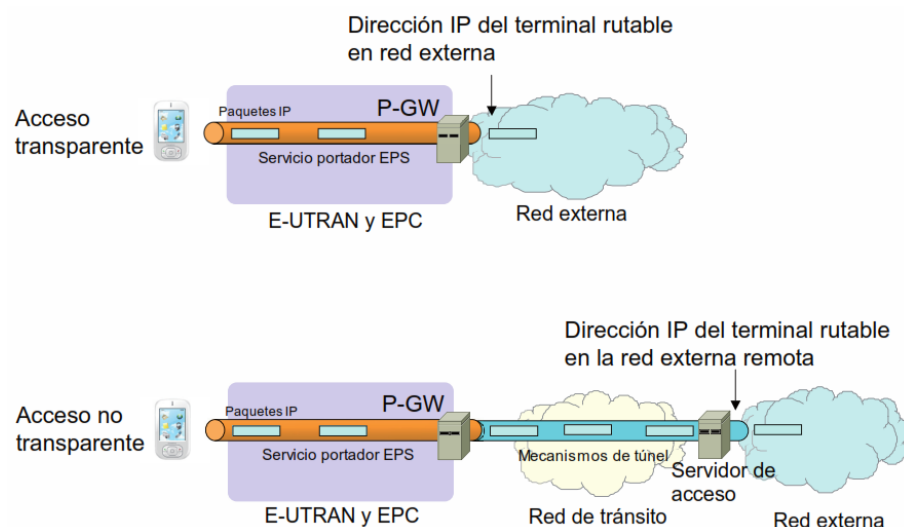 Dirección IP del terminal rutable
en red externa
Acceso
transparente
Paquetes IP
P-GW
Servicio portador EPS
E-UTRAN y EPC
Red externa
Dirección IP del terminal rutable
en la red externa remota
Acceso no
transparente
Paquetes IP
P-GW
Servicio portador EPS
Mecanismos de túnel
Servidor de
acceso
E-UTRAN y EPC
Red de tránsito
Red externa